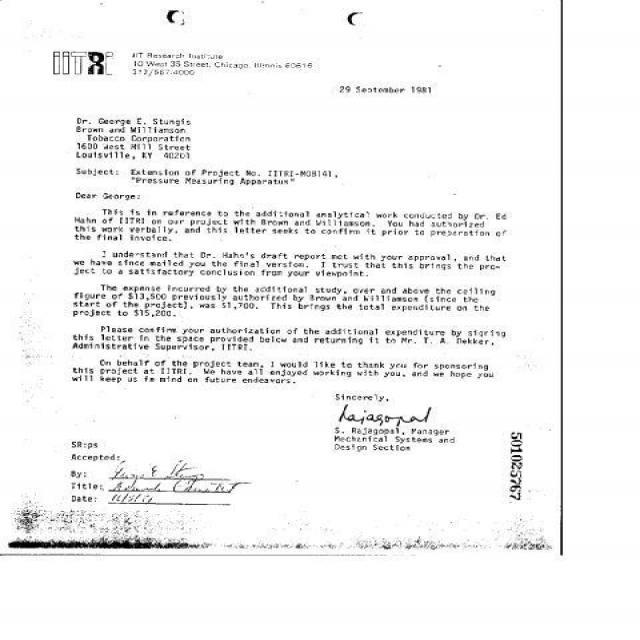 IITRI
IIT Research Institute
10 West 35 Street, Chicago, Illinois 60616
312/567-4000
29 September 1981
Dr. George E. Stungis
Brown and Williamson
Tobacco Corporation
1600 West Hill Street
Louisville, KY 40201
Subject: Extension of Project No. IITRI-M08141,
"Pressure Measuring Apparatus"
Dear George:
This is in reference to the additional analytical work conducted by Dr. Ed
Hahn of IITRI on our project with Brown and Williamson. You had authorized
this work verbally, and this letter seeks to confirm it prior to preparation of
the final invoice.
I understand that Dr. Hahn's draft report met with your approval, and that
we have since mailed you the final version. I trust that this brings the pro-
ject to a satisfactory conclusion from your viewpoint.
The expense incurred by the additional study, over and above the ceiling
figure of $13,500 previously authorized by Brown and Williamson (since the
start of the project), was $1,700. This brings the total expenditure on the
project to $15,200.
Please confirm your authorization of the additional expenditure by signing
this letter in the space provided below and returning it to Mr. T. A. Dekker,
Administrative Supervisor, IITRI.
On behalf of the project team, I would like to thank you for sponsoring
this project at IITRI. We have all enjoyed working with you, and we hope you
will keep us in mind on future endeavors.
Sincerely,
Rajagopal
S. Rajagopal, Manager
Mechanical Systems and
Design Section
SR:ps
Accepted:
By: George E Stungis
Title:
Date:
501025767